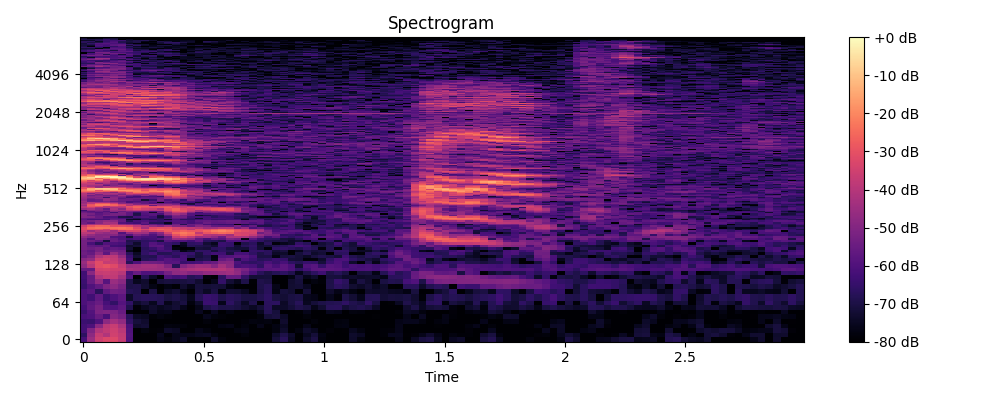 Spectrogram
Hz
4096
2048
1024
512
256
128
64
0
0
0.5
1
1.5
2
2.5
Time
+0 dB
-10 dB
-20 dB
-30 dB
-40 dB
-50 dB
-60 dB
-70 dB
-80 dB